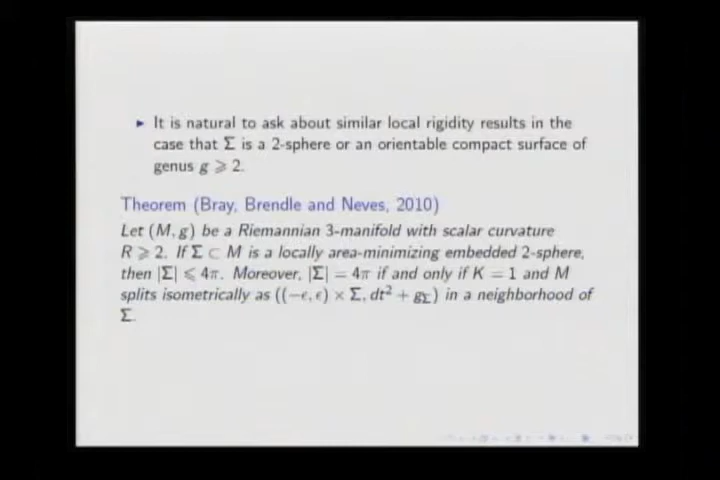 ► It is natural to ask about similar local rigidity results in the
case that Σ is a 2-sphere or an orientable compact surface of
genus g ⩾ 2.
Theorem (Bray, Brendle and Neves, 2010)
Let (M, g) be a Riemannian 3-manifold with scalar curvature
R ⩾ 2. If Σ ⊂ M is a locally area-minimizing embedded 2-sphere,
then |Σ| ⩽ 4π. Moreover, |Σ| = 4π if and only if K = 1 and M
splits isometrically as ((−ϵ, ϵ) × Σ, dt² + g_Σ) in a neighborhood of
Σ.